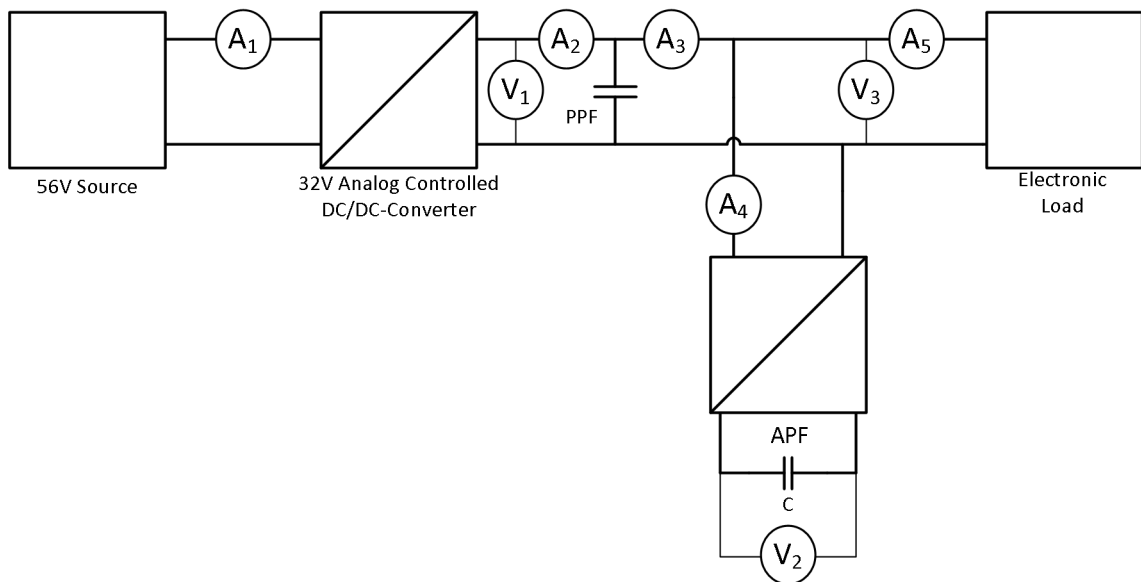 A₁
A₂
A₃
A₅
V₁
PPF
V₃
56V Source
32V Analog Controlled
DC/DC-Converter
Electronic
Load
A₄
APF
C
V₂